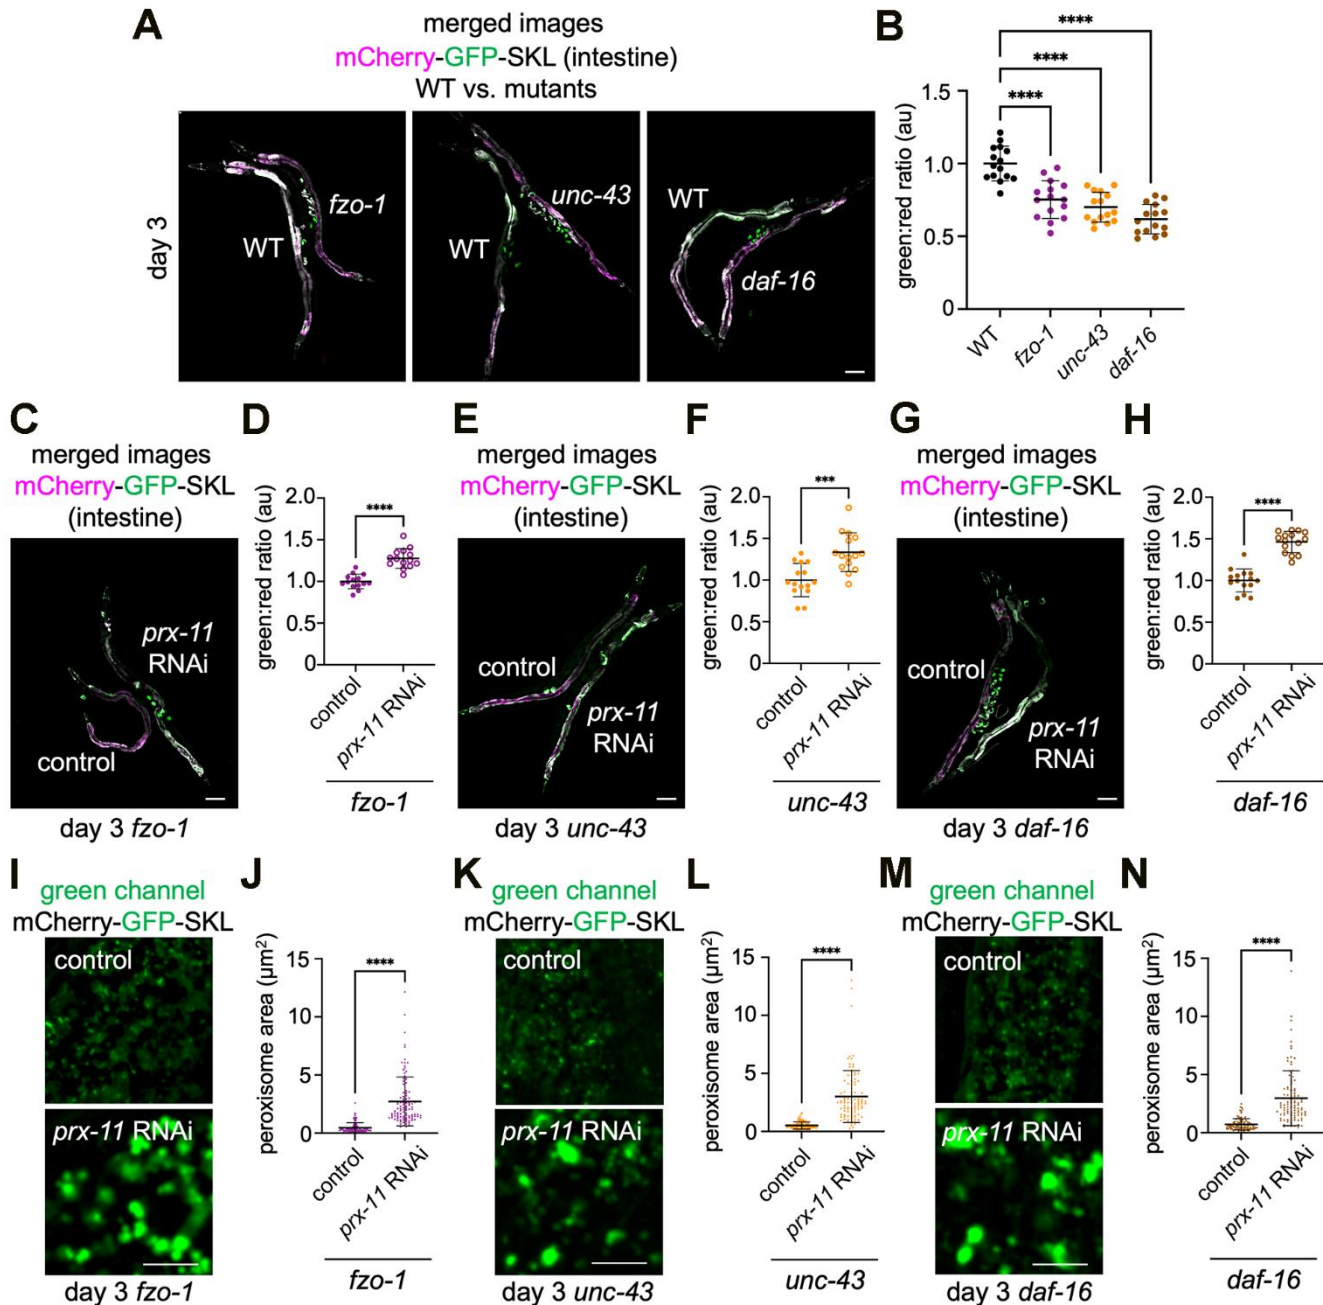 A
merged images
mCherry-GFP-SKL (intestine)
WT vs. mutants
day 3
WT
fzo-1
WT
unc-43
WT
daf-16
B
****
****
****
green:red ratio (au)
1.5
1.0
0.5
0
WT
fzo-1
unc-43
daf-16
C
merged images
mCherry-GFP-SKL
(intestine)
prx-11
RNAi
control
day 3 fzo-1
D
green:red ratio (au)
2.0
1.5
1.0
0.5
0
****
control
prx-11 RNAi
fzo-1
E
merged images
mCherry-GFP-SKL
(intestine)
control
prx-11
RNAi
day 3 unc-43
F
green:red ratio (au)
2.0
1.5
1.0
0.5
0
***
control
prx-11 RNAi
unc-43
G
merged images
mCherry-GFP-SKL
(intestine)
control
prx-11
RNAi
day 3 daf-16
H
green:red ratio (au)
2.0
1.5
1.0
0.5
0
****
control
prx-11 RNAi
daf-16
I
green channel
mCherry-GFP-SKL
control
prx-11 RNAi
day 3 fzo-1
J
peroxisome area (µm²)
15
10
5
0
****
control
prx-11 RNAi
fzo-1
K
green channel
mCherry-GFP-SKL
control
prx-11 RNAi
day 3 unc-43
L
peroxisome area (µm²)
15
10
5
0
****
control
prx-11 RNAi
unc-43
M
green channel
mCherry-GFP-SKL
control
prx-11 RNAi
day 3 daf-16
N
peroxisome area (µm²)
15
10
5
0
****
control
prx-11 RNAi
daf-16